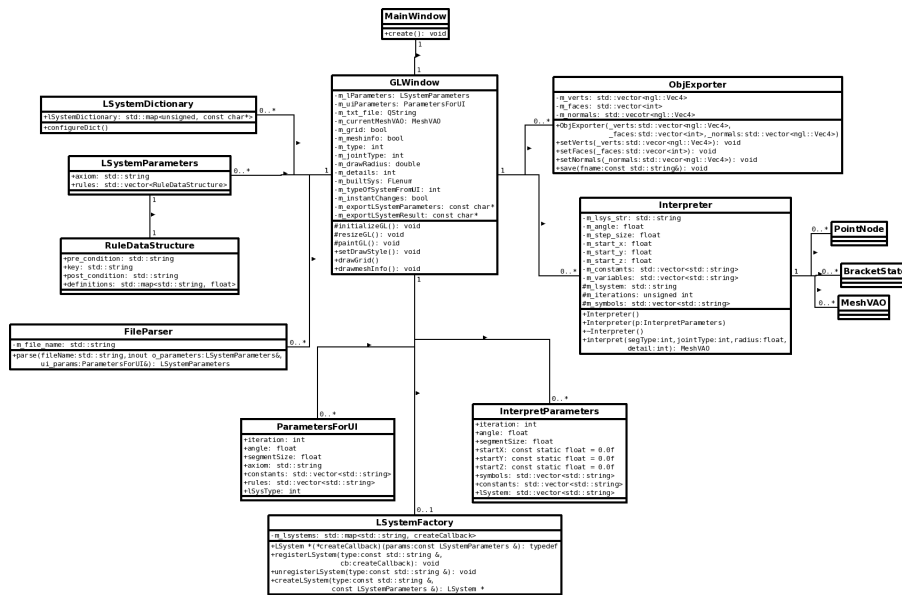 MainWindow
+create(): void
1
1
GLWindow
-m_lParameters: LSystemParameters
-m_uiParameters: ParametersForUI
-m_txt_file: QString
-m_currentMeshVAO: MeshVAO
-m_grid: bool
-m_meshinfo: bool
-m_type: int
-m_jointType: int
-m_drawRadius: double
-m_details: int
-m_builtSys: FLenum
-m_typeOfSystemFromUI: int
-m_instantChanges: bool
-m_exportLSystemParameters: const char*
-m_exportLSystemResult: const char*
#initializeGL(): void
#resizeGL(): void
#paintGL(): void
+setDrawStyle(): void
+drawGrid()
+drawmeshInfo(): void
1
1
1
LSystemDictionary
+lSystemDictionary: std::map<unsigned, const char*>
+configureDict()
0..*
LSystemParameters
+axiom: std::string
+rules: std::vector<RuleDataStructure>
0..*
1
1
RuleDataStructure
+pre_condition: std::string
+key: std::string
+post_condition: std::string
+definitions: std::map<std::string, float>
FileParser
-m_file_name: std::string
+parse(fileName:std::string,inout o_parameters:LSystemParameters&,
ui_params:ParametersForUI&): LSystemParameters
0..*
ObjExporter
-m_verts: std::vector<ngl::Vec4>
-m_faces: std::vector<int>
-m_normals: std::vecotr<ngl::Vec4>
+ObjExporter(_verts:std::vector<ngl::Vec4>,
_faces:std::vector<int>,_normals:std::vector<ngl::Vec4>)
+setVerts(_verts:std::vecor<ngl::Vec4>): void
+setFaces(_faces:std::vecor<int>): void
+setNormals(_normals:std::vector<ngl::Vec4>): void
+save(fname:const std::string&): void
0..*
Interpreter
-m_lsys_str: std::string
-m_angle: float
-m_step_size: float
-m_start_x: float
-m_start_y: float
-m_start_z: float
-m_constants: std::vector<std::string>
-m_variables: std::vector<std::string>
#m_lsystem: std::string
#m_iterations: unsigned int
#m_symbols: std::vector<std::string>
+Interpreter()
+Interpreter(p:InterpretParameters)
+~Interpreter()
+interpret(segType:int,jointType:int,radius:float,
detail:int): MeshVAO
0..*
1
0..*
PointNode
0..*
BracketState
0..*
MeshVAO
0..*
ParametersForUI
+iteration: int
+angle: float
+segmentSize: float
+axiom: std::string
+constants: std::vector<std::string>
+rules: std::vector<std::string>
+lSysType: int
0..*
InterpretParameters
+iteration: int
+angle: float
+segmentSize: float
+startX: const static float = 0.0f
+startY: const static float = 0.0f
+startZ: const static float = 0.0f
+symbols: std::vector<std::string>
+constants: std::vector<std::string>
+lSystem: std::vector<std::string>
0..1
LSystemFactory
-m_lsystems: std::map<std::string, createCallback>
+LSystem *(*createCallback)(params:const LSystemParameters &): typedef
+registerLSystem(type:const std::string &,
cb:createCallback): void
+unregisterLSystem(type:const std::string &): void
+createLSystem(type:const std::string &,
const LSystemParameters &): LSystem *